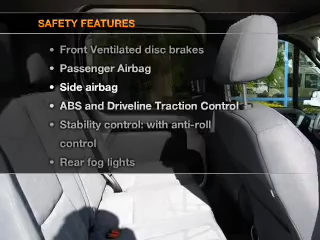 SAFETY FEATURES
• Front Ventilated disc brakes
• Passenger Airbag
• Side airbag
• ABS and Driveline Traction Control
• Stability control: with anti-roll
control
• Rear fog lights